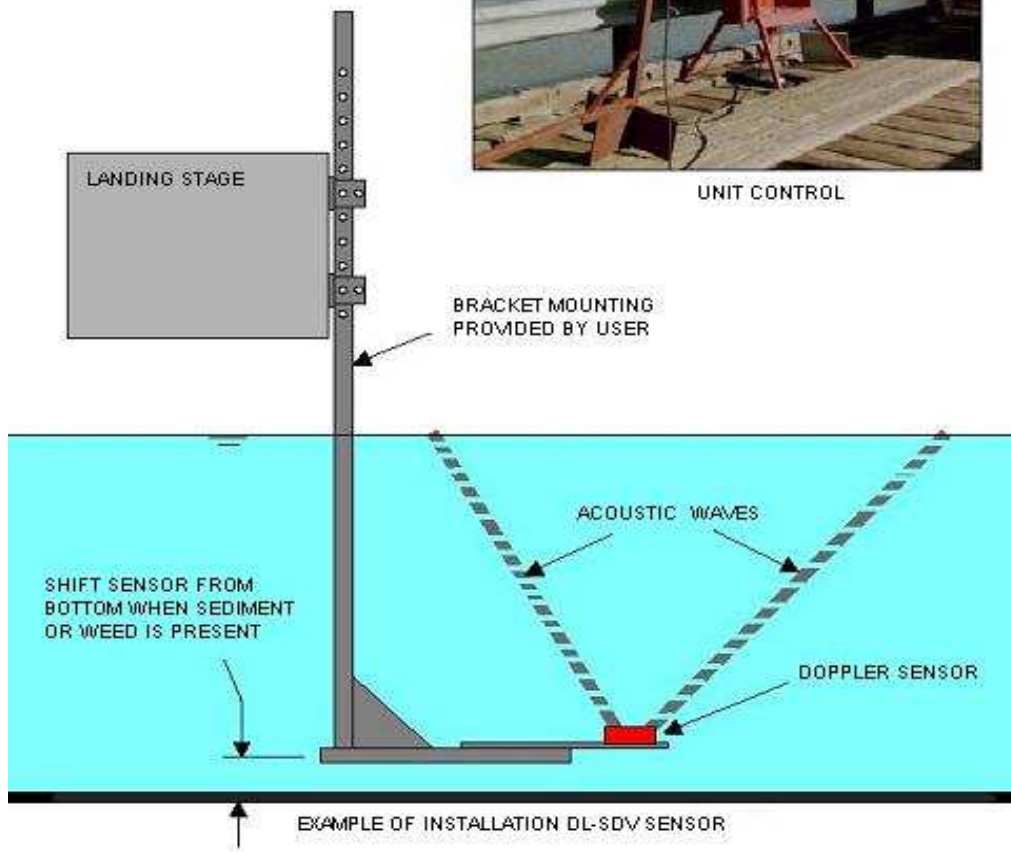 UNIT CONTROL
LANDING STAGE
BRACKET MOUNTING
PROVIDED BY USER
ACOUSTIC WAVES
SHIFT SENSOR FROM
BOTTOM WHEN SEDIMENT
OR WEED IS PRESENT
DOPPLER SENSOR
EXAMPLE OF INSTALLATION DL-SDV SENSOR